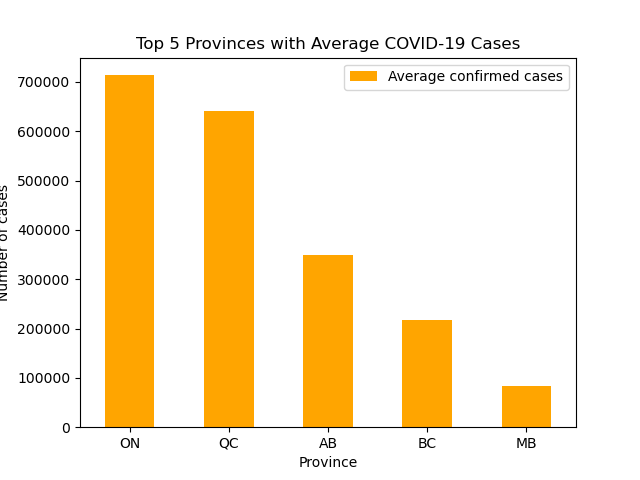 Top 5 Provinces with Average COVID-19 Cases
Average confirmed cases
Number of cases
700000
600000
500000
400000
300000
200000
100000
0
ON QC AB BC MB
Province